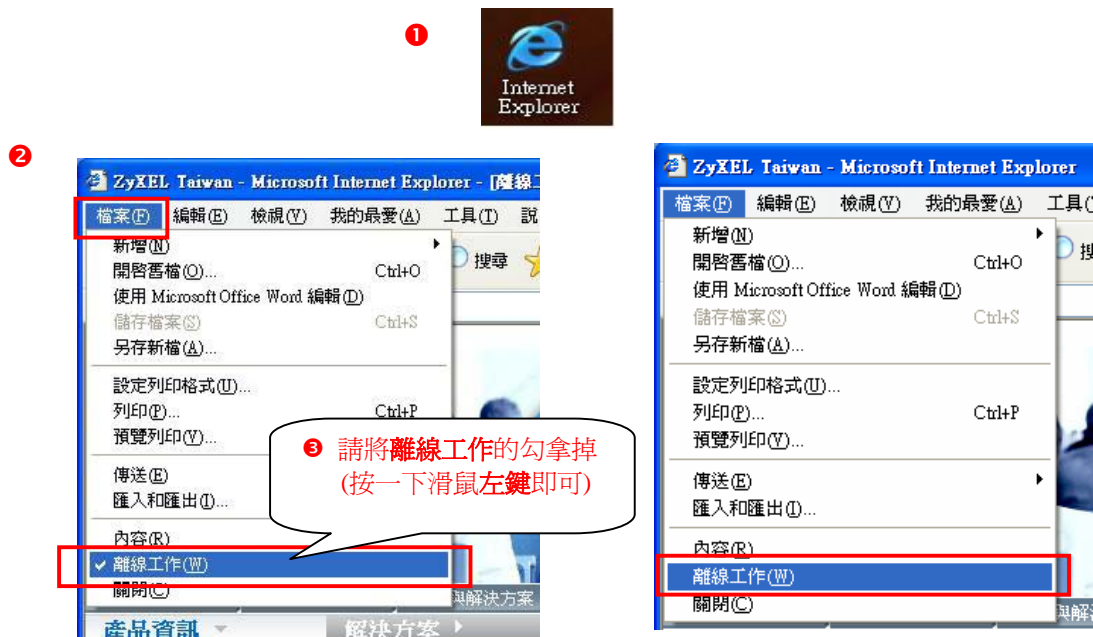 ❶
Internet
Explorer
❷
ZyXEL Taiwan - Microsoft Internet Explorer - [離線
檔案(F) 編輯(E) 檢視(V) 我的最愛(A) 工具(T) 說
新增(N)
搜尋
開啟舊檔(O)... Ctrl+O
使用 Microsoft Office Word 編輯(D)
儲存檔案(S) Ctrl+S
另存新檔(A)...
設定列印格式(U)...
列印(P)... Ctrl+P
預覽列印(V)...
傳送(E)
匯入和匯出(I)...
內容(R)
✓ 離線工作(W)
關閉(C)
與解決方案
產品資訊 解決方案
❸ 請將離線工作的勾拿掉
(按一下滑鼠左鍵即可)
ZyXEL Taiwan - Microsoft Internet Explorer
檔案(F) 編輯(E) 檢視(V) 我的最愛(A) 工具(
新增(N)
開啟舊檔(O)... Ctrl+O
使用 Microsoft Office Word 編輯(D)
儲存檔案(S) Ctrl+S
另存新檔(A)...
設定列印格式(U)...
列印(P)... Ctrl+P
預覽列印(V)...
傳送(E)
匯入和匯出(I)...
內容(R)
離線工作(W)
關閉(C)